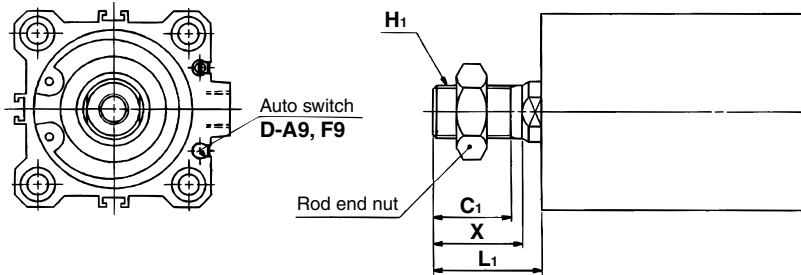 H1
Auto switch
D-A9, F9
Rod end nut
C1
X
L1